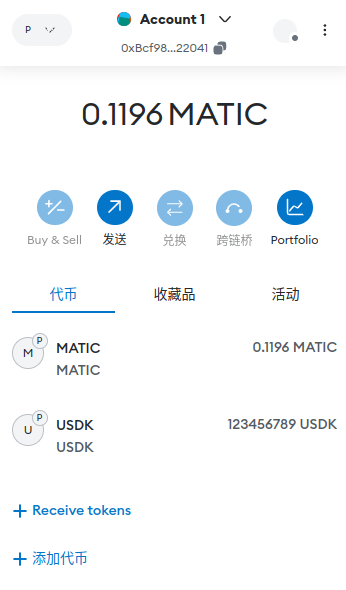 P
Account 1
0xBcf98...22041
0.1196 MATIC
Buy & Sell
发送
兑换
跨链桥
Portfolio
代币
收藏品
活动
P
M
MATIC
0.1196 MATIC
MATIC
P
U
USDK
123456789 USDK
USDK
+ Receive tokens
+ 添加代币